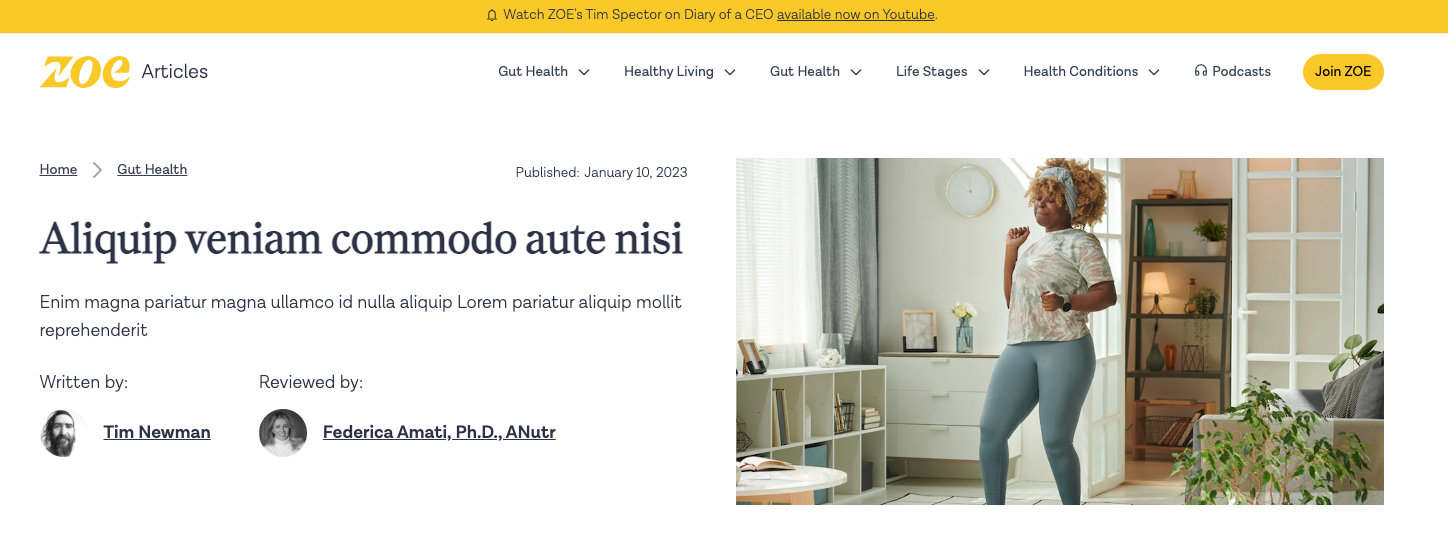 Watch ZOE's Tim Spector on Diary of a CEO available now on Youtube.
zoe Articles
Gut Health
Healthy Living
Gut Health
Life Stages
Health Conditions
Podcasts
Join ZOE
Home
Gut Health
Published: January 10, 2023
Aliquip veniam commodo aute nisi
Enim magna pariatur magna ullamco id nulla aliquip Lorem pariatur aliquip mollit
reprehenderit
Written by:
Reviewed by:
Tim Newman
Federica Amati, Ph.D., ANutr